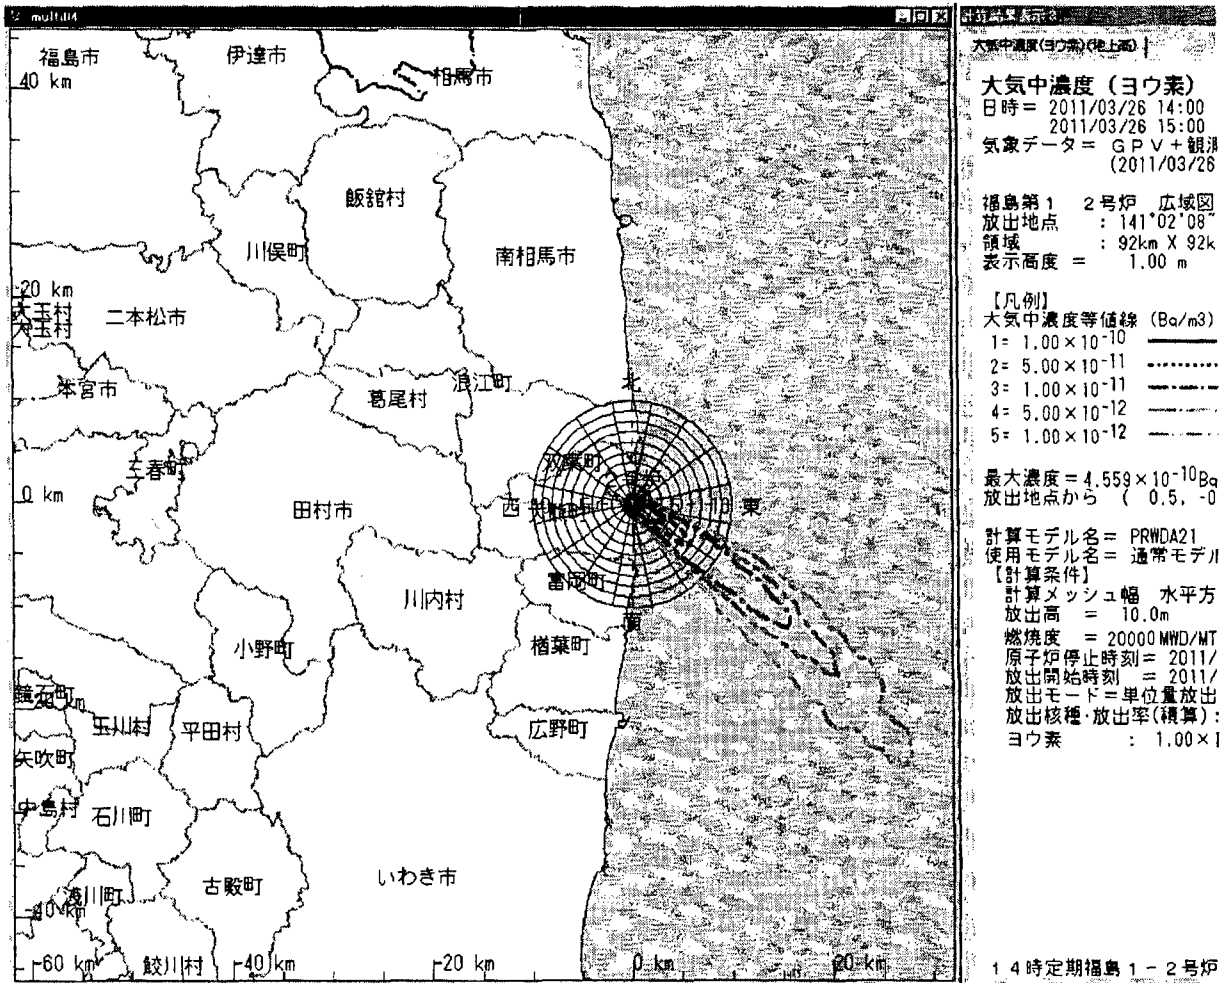 multi04
福島市
伊達市
相馬市
40 km
飯舘村
川俣町
南相馬市
20 km
大玉村
大玉村
二本松市
本宮市
葛尾村
浪江町
北
三春町
双葉町
0 km
田村市
西
東
富岡町
川内村
南
小野町
楢葉町
鏡石町
玉川村
平田村
広野町
矢吹町
中島村
石川町
浅川町
古殿町
いわき市
-40 km
-60 km
鮫川村
-40 km
-20 km
0 km
20 km
計算結果表示
大気中濃度(ヨウ素)(地上高)
大気中濃度 (ヨウ素)
日時= 2011/03/26 14:00
2011/03/26 15:00
気象データ= GPV+観測
(2011/03/26
福島第1 2号炉 広域図
放出地点 : 141°02'08"
領域 : 92km X 92k
表示高度 = 1.00 m
【凡例】
大気中濃度等値線 (Bq/m3)
1= 1.00×10-10
2= 5.00×10-11
3= 1.00×10-11
4= 5.00×10-12
5= 1.00×10-12
最大濃度=4.559×10-10Bq
放出地点から ( 0.5, -0
計算モデル名= PRWDA21
使用モデル名= 通常モデル
【計算条件】
計算メッシュ幅 水平方
放出高 = 10.0m
燃焼度 = 20000MWD/MT
原子炉停止時刻= 2011/
放出開始時刻 = 2011/
放出モード=単位量放出
放出核種・放出率(積算):
ヨウ素 : 1.00×1
14時定期福島1-2号炉